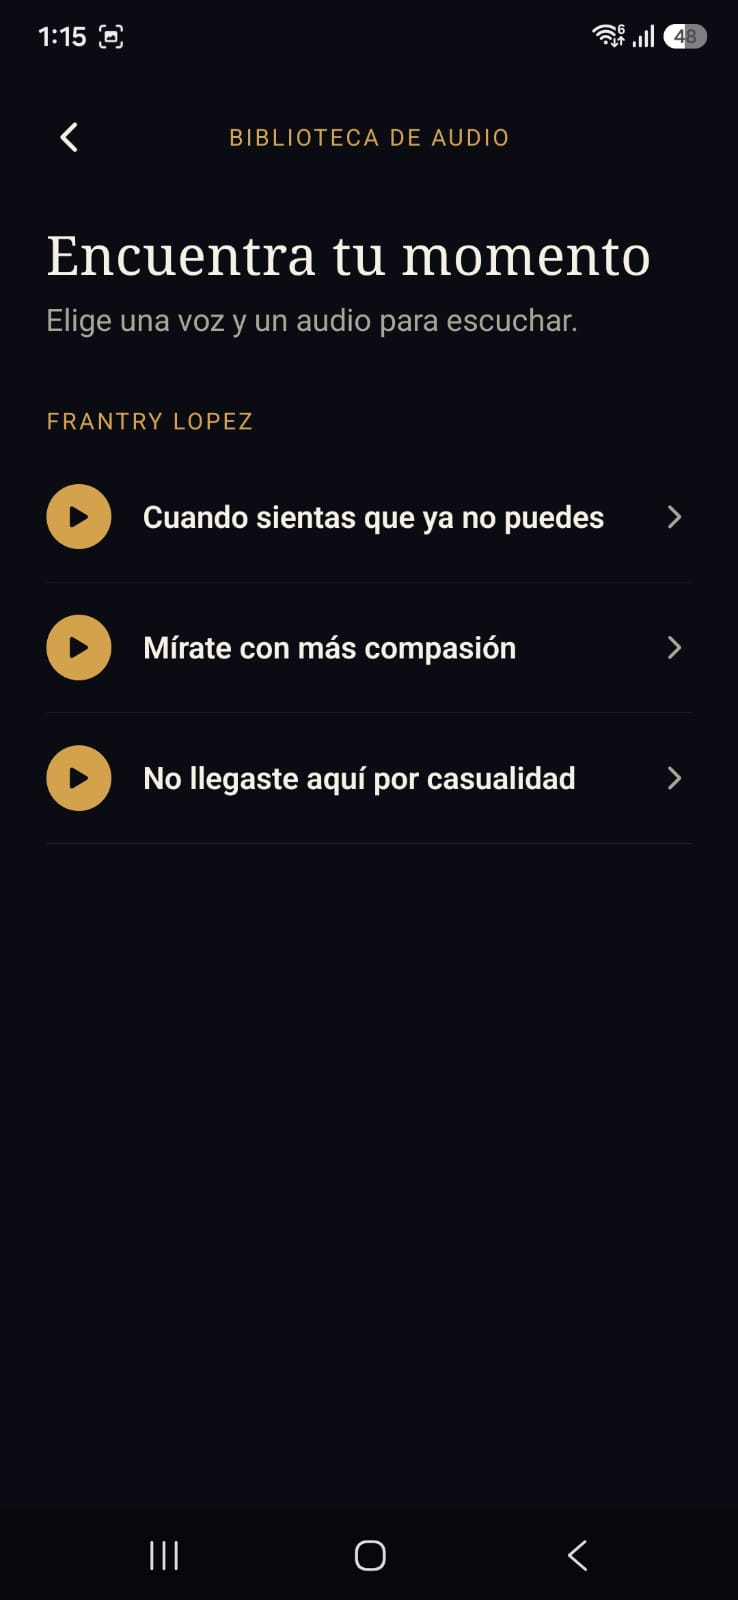 1:15
6
48
BIBLIOTECA DE AUDIO
Encuentra tu momento
Elige una voz y un audio para escuchar.
FRANTRY LOPEZ
Cuando sientas que ya no puedes
Mírate con más compasión
No llegaste aquí por casualidad